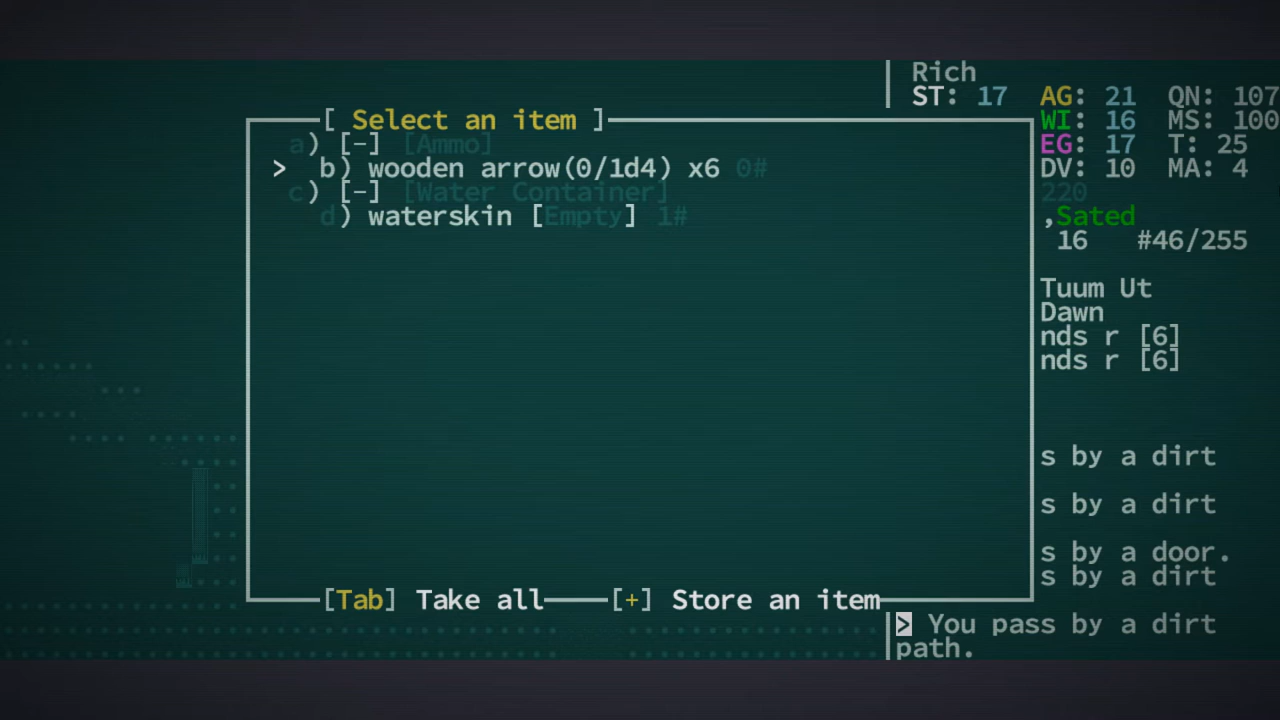 Rich
ST: 17 AG: 21 QN: 107
[ Select an item ]
WI: 16 MS: 100
a) [-] [Ammo]
EG: 17 T: 25
> b) wooden arrow(0/1d4) x6 0#
DV: 10 MA: 4
c) [-] [Water Container]
220
d) waterskin [Empty] 1#
,Sated
16 #46/255
Tuum Ut
Dawn
nds r [6]
nds r [6]
s by a dirt
s by a dirt
s by a door.
s by a dirt
[Tab] Take all [+] Store an item
> You pass by a dirt
path.